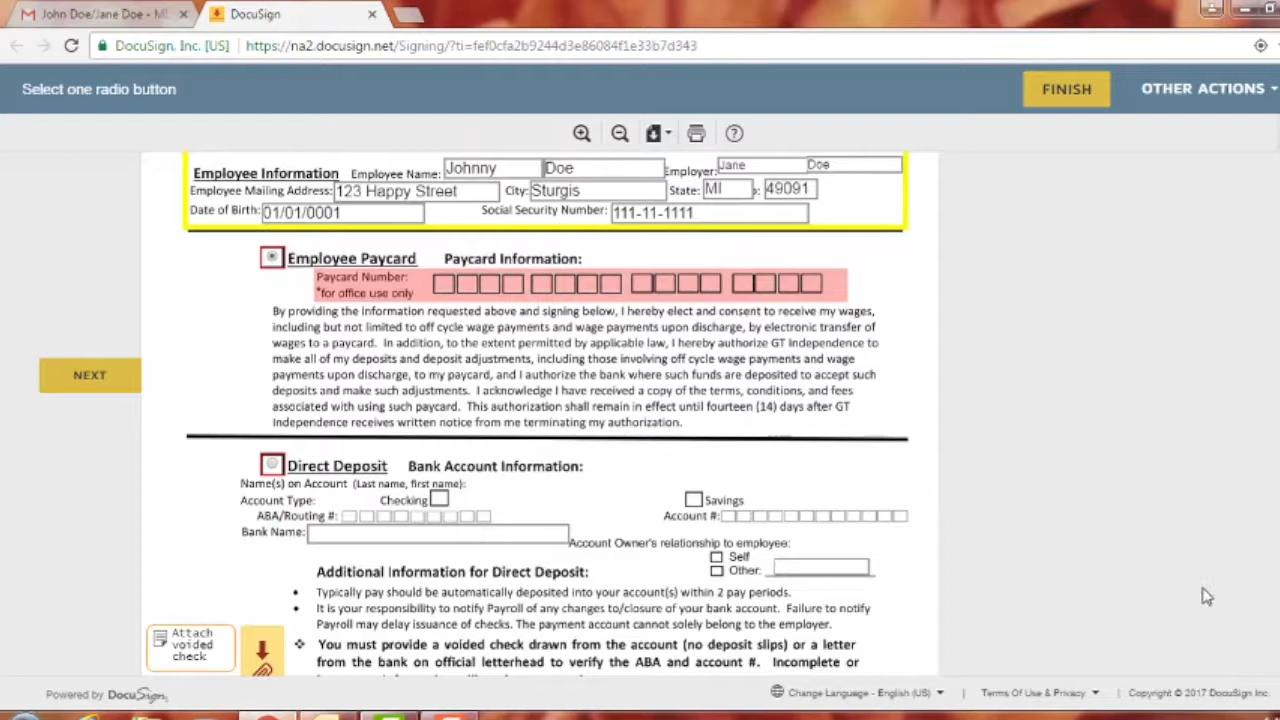 John Doe/Jane Doe - M
DocuSign
DocuSign, Inc. [US]
https://na2.docusign.net/Signing/?ti=fef0cfa2b9244d3e86084f1e33b7d343
Select one radio button
FINISH
OTHER ACTIONS
Employee Information Employee Name: Johnny Doe Employer: Jane Doe
Employee Mailing Address: 123 Happy Street City: Sturgis State: MI 49091
Date of Birth: 01/01/0001 Social Security Number: 111-11-1111
Employee Paycard Paycard Information:
Paycard Number:
*for office use only
By providing the information requested above and signing below, I hereby elect and consent to receive my wages,
including but not limited to off cycle wage payments and wage payments upon discharge, by electronic transfer of
wages to a paycard. In addition, to the extent permitted by applicable law, I hereby authorize GT Independence to
make all of my deposits and deposit adjustments, including those involving off cycle wage payments and wage
payments upon discharge, to my paycard, and I authorize the bank where such funds are deposited to accept such
deposits and make such adjustments. I acknowledge I have received a copy of the terms, conditions, and fees
associated with using such paycard. This authorization shall remain in effect until fourteen (14) days after GT
Independence receives written notice from me terminating my authorization.
NEXT
Direct Deposit Bank Account Information:
Name(s) on Account (Last name, first name):
Account Type: Checking Savings
ABA/Routing #: Account #:
Bank Name:
Account Owner's relationship to employee:
Self
Other:
Additional Information for Direct Deposit:
• Typically pay should be automatically deposited into your account(s) within 2 pay periods.
• It is your responsibility to notify Payroll of any changes to/closure of your bank account. Failure to notify
Payroll may delay issuance of checks. The payment account cannot solely belong to the employer.
Attach
voided
check
❖ You must provide a voided check drawn from the account (no deposit slips) or a letter
from the bank on official letterhead to verify the ABA and account #. Incomplete or
Powered by DocuSign
Change Language - English (US) | Terms Of Use & Privacy | Copyright © 2017 DocuSign Inc.